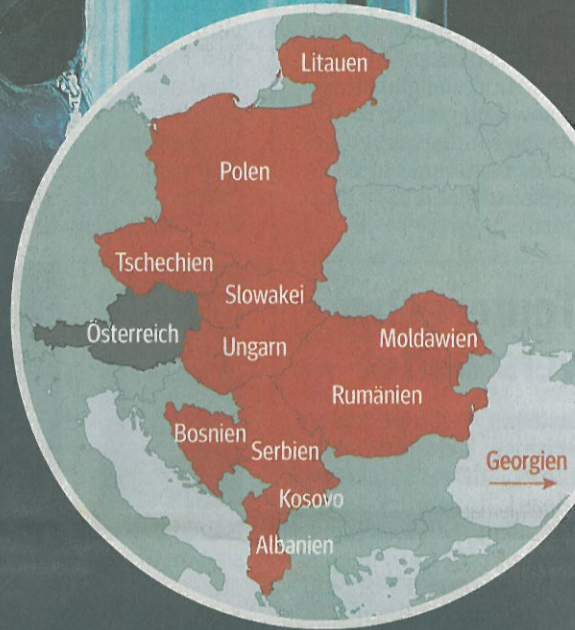 Litauen
Polen
Tschechien
Slowakei
Österreich
Ungarn
Moldawien
Rumänien
Bosnien
Serbien
Georgien
Kosovo
Albanien